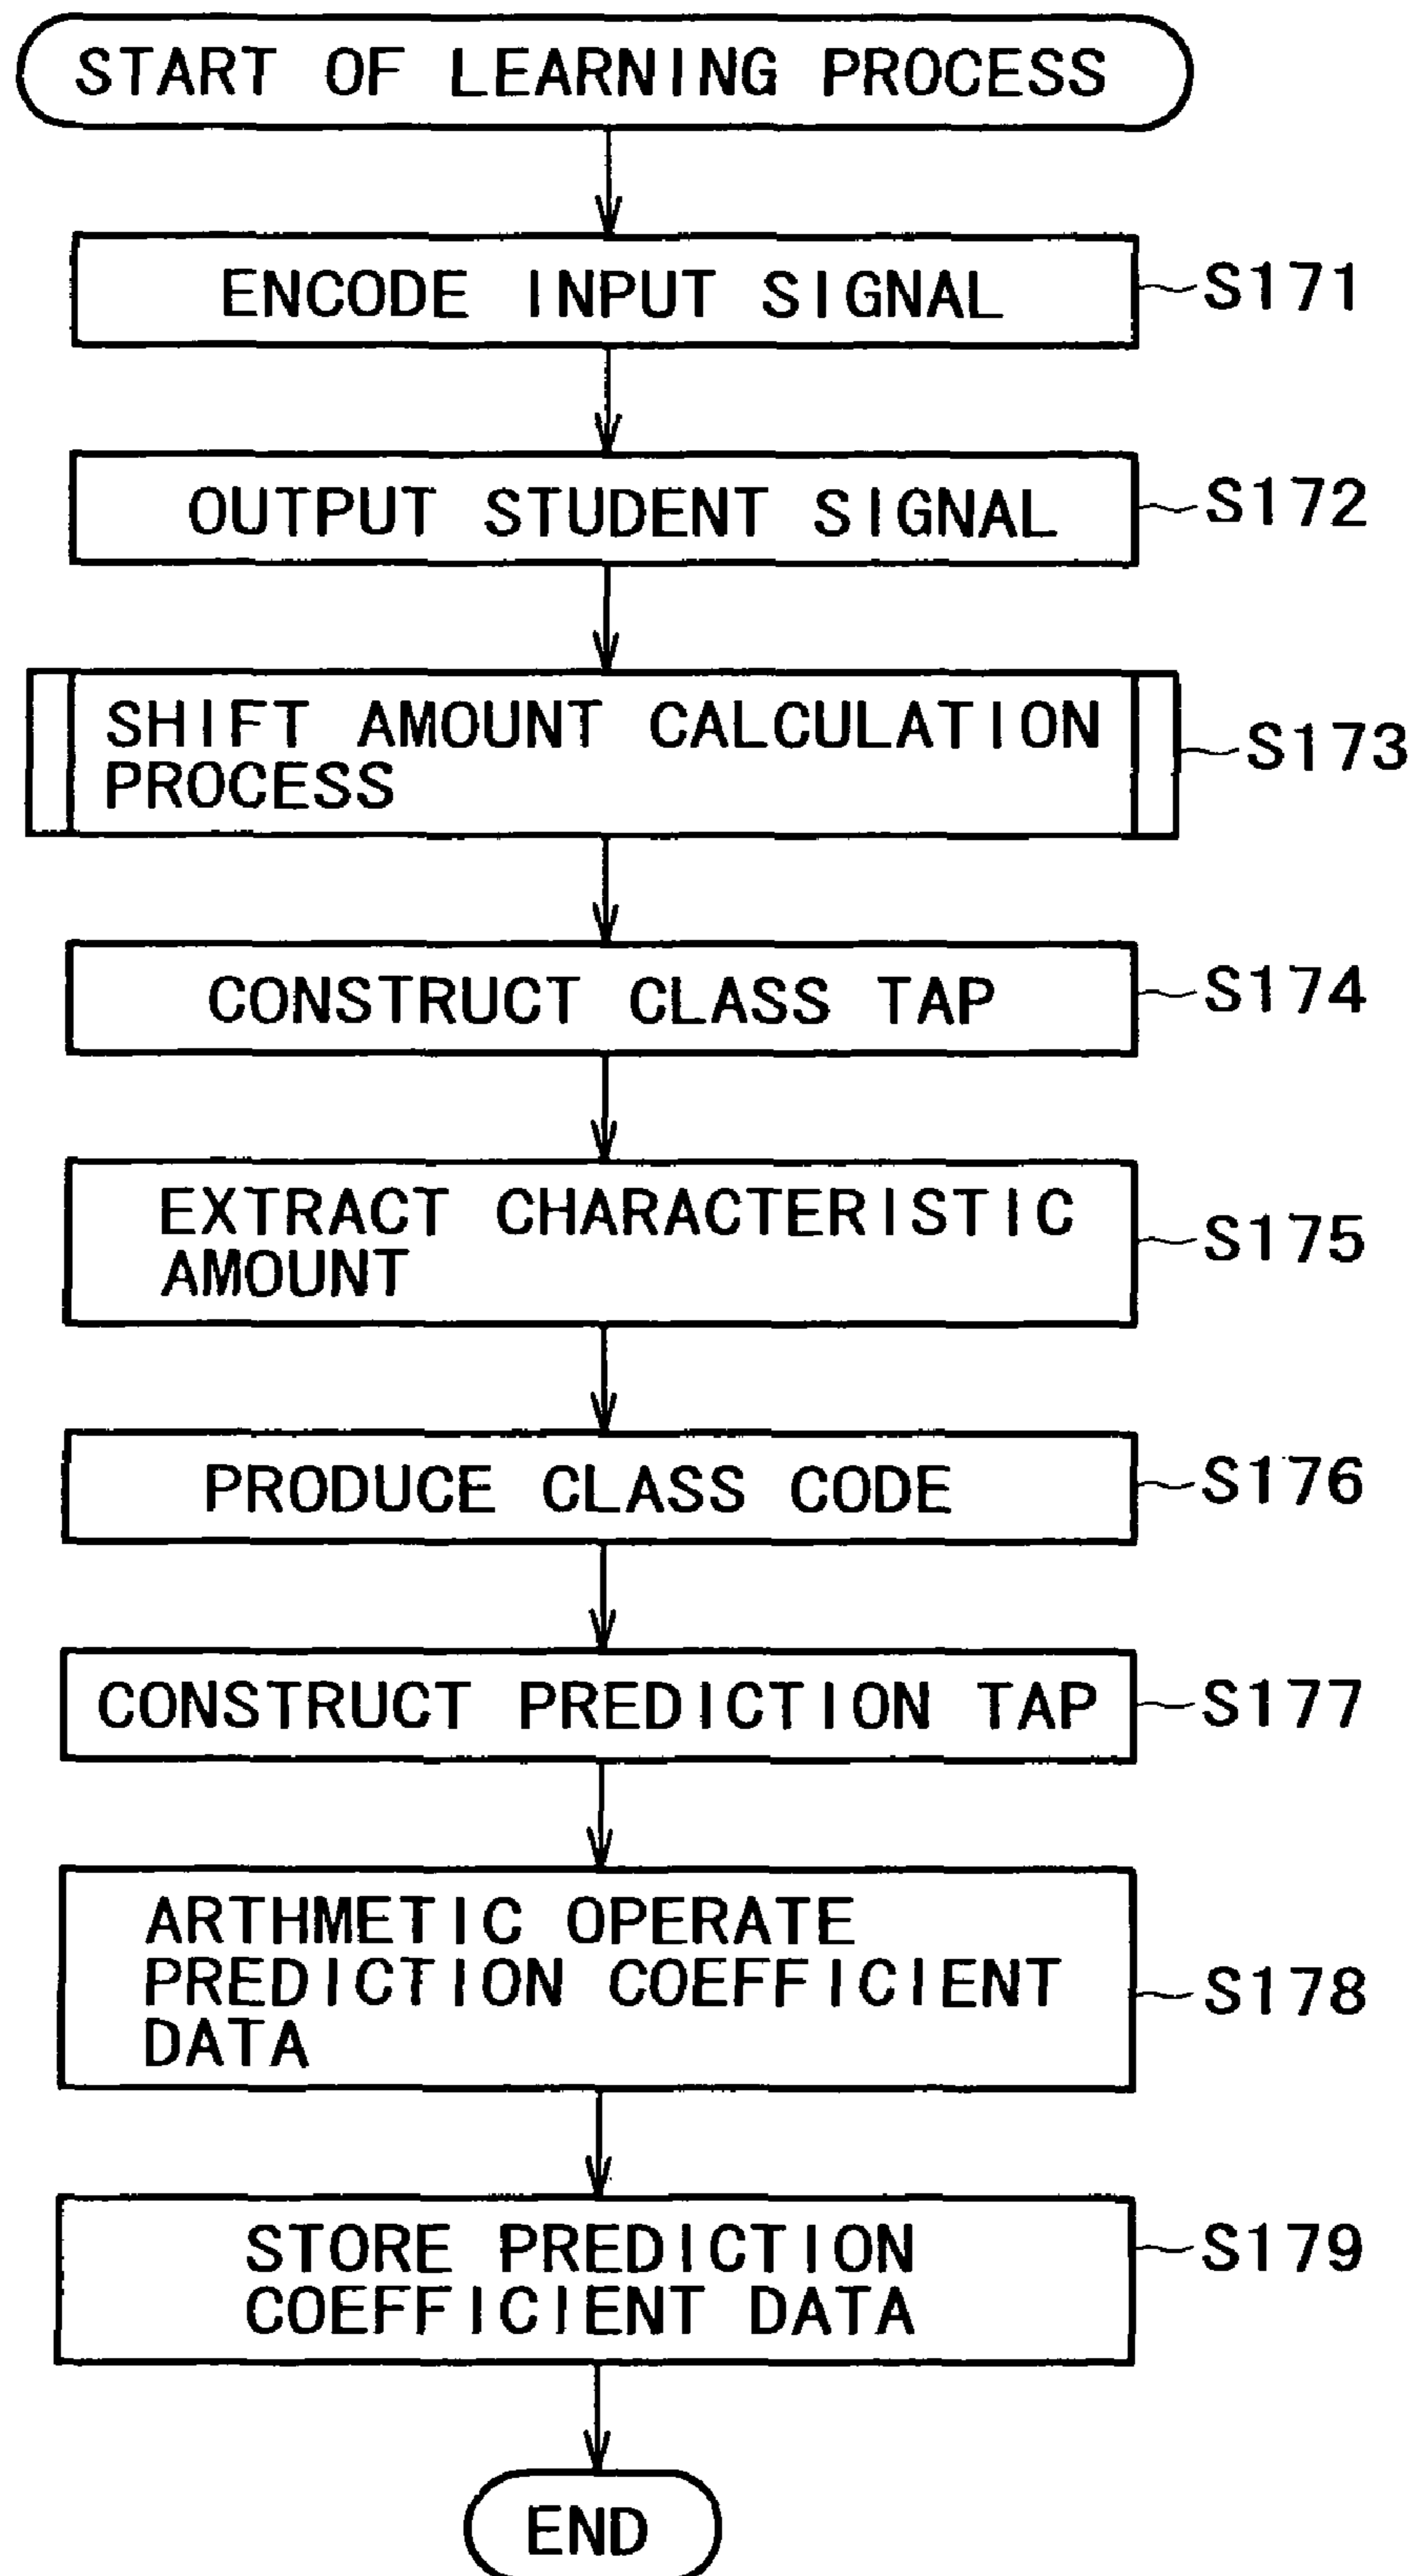 START OF LEARNING PROCESS
ENCODE INPUT SIGNAL
S171
OUTPUT STUDENT SIGNAL
S172
SHIFT AMOUNT CALCULATION
PROCESS
S173
CONSTRUCT CLASS TAP
S174
EXTRACT CHARACTERISTIC
AMOUNT
S175
PRODUCE CLASS CODE
S176
CONSTRUCT PREDICTION TAP
S177
ARTHMETIC OPERATE
PREDICTION COEFFICIENT
DATA
S178
STORE PREDICTION
COEFFICIENT DATA
S179
END